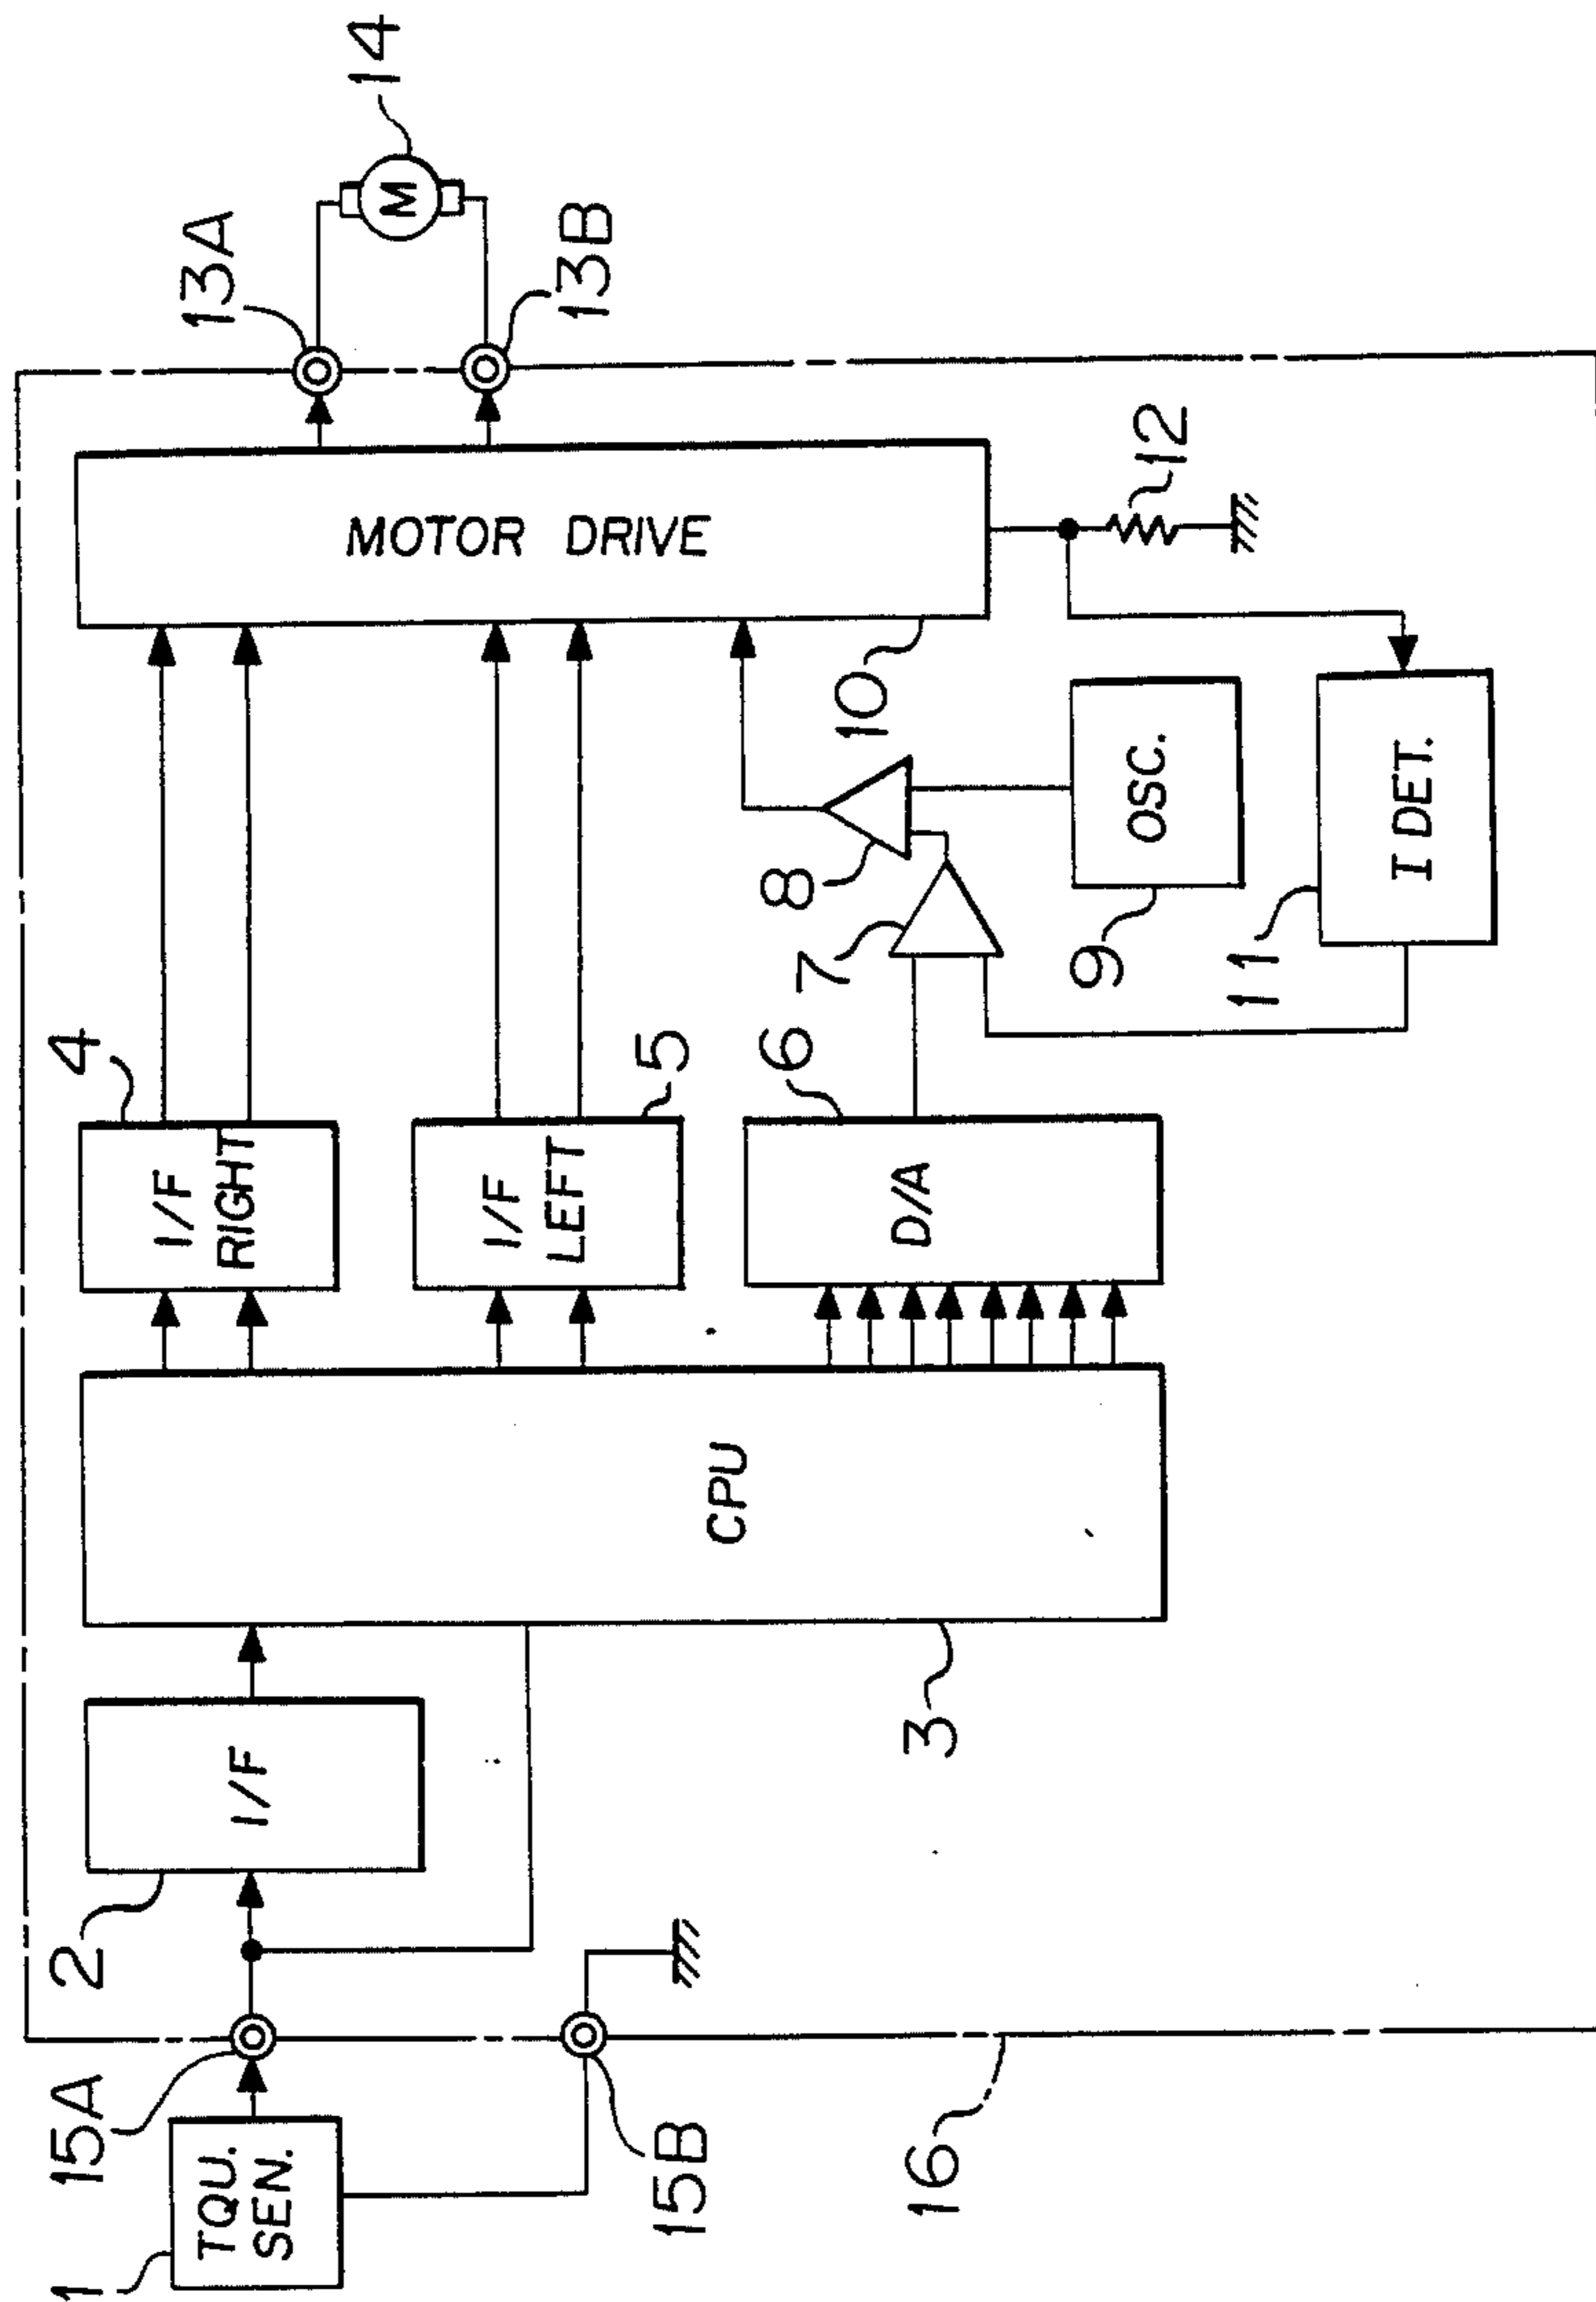 1
TQU.
SEN.
15A
15B
16
2
I/F
3
CPU
4
I/F
RIGHT
5
I/F
LEFT
6
D/A
7
8
9
OSC.
10
MOTOR DRIVE
11
I DET.
12
13A
13B
14
M